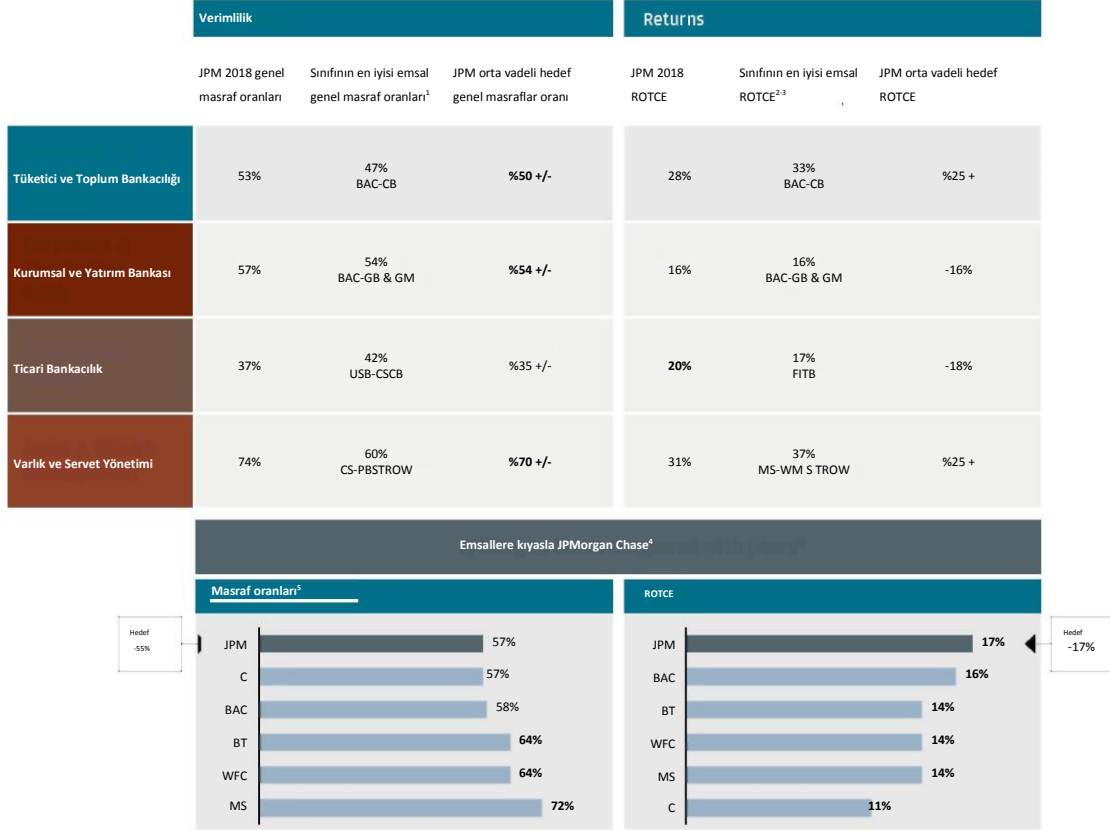 Verimlilik
Returns
JPM 2018 genel
masraf oranları
Sınıfının en iyisi emsal
genel masraf oranları1
JPM orta vadeli hedef
genel masraflar oranı
JPM 2018
ROTCE
Sınıfının en iyisi emsal
ROTCE2-3
,
JPM orta vadeli hedef
ROTCE
Tüketici ve Toplum Bankacılığı
53%
47%
BAC-CB
%50 +/-
28%
33%
BAC-CB
%25 +
Kurumsal ve Yatırım Bankası
57%
54%
BAC-GB & GM
%54 +/-
16%
16%
BAC-GB & GM
-16%
Ticari Bankacılık
37%
42%
USB-CSCB
%35 +/-
20%
17%
FITB
-18%
Varlık ve Servet Yönetimi
74%
60%
CS-PBSTROW
%70 +/-
31%
37%
MS-WM S TROW
%25 +
Emsallere kıyasla JPMorgan Chase4
Masraf oranları5
Hedef
-55%
JPM 57%
C 57%
BAC 58%
BT 64%
WFC 64%
MS 72%
ROTCE
JPM 17%
BAC 16%
BT 14%
WFC 14%
MS 14%
C 11%
Hedef
-17%